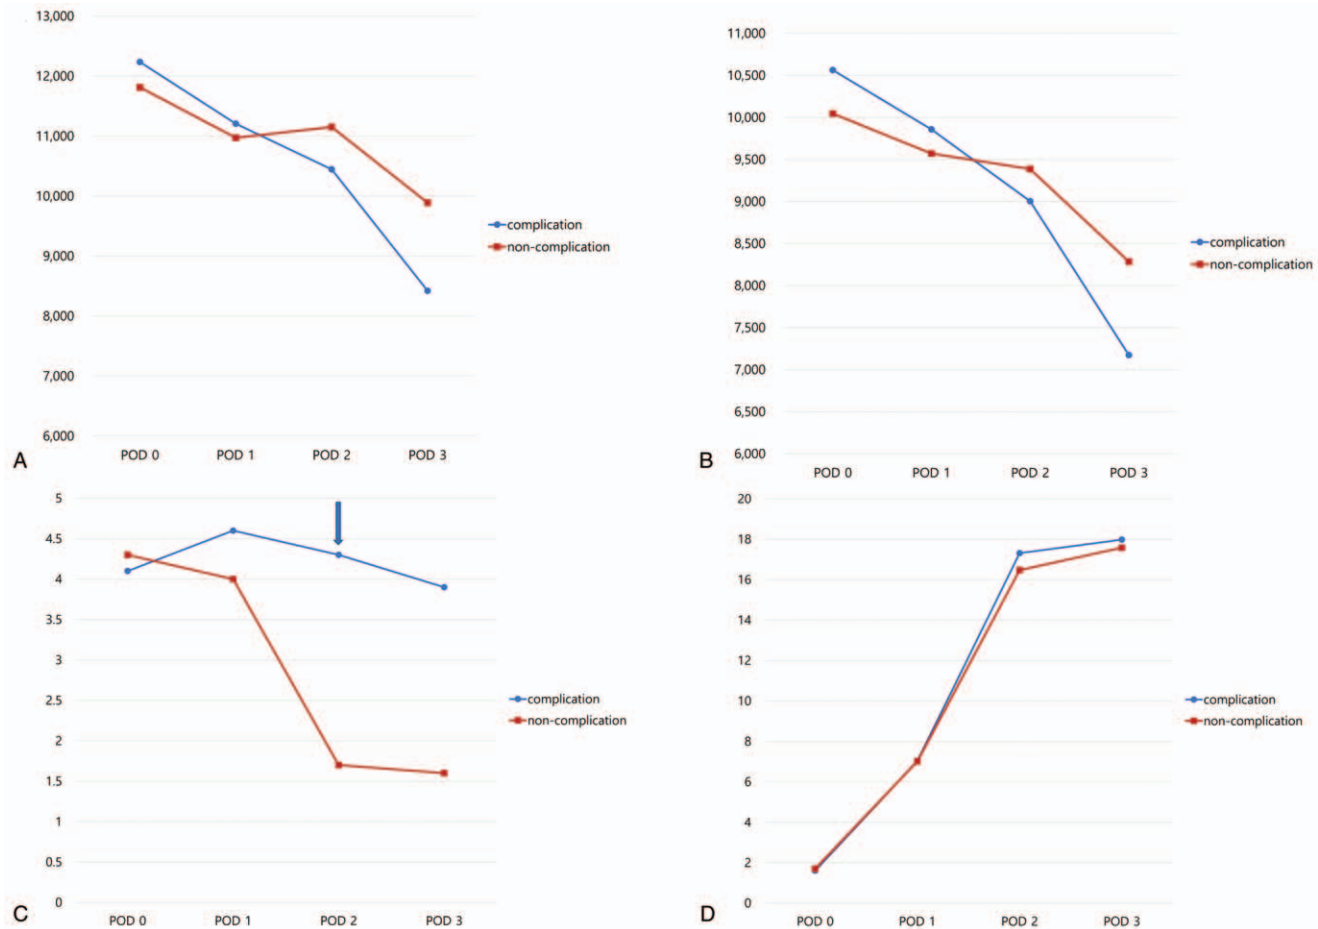 13,000
12,000
11,000
10,000
9,000
8,000
7,000
6,000
POD 0 POD 1 POD 2 POD 3
complication
non-complication
A
11,000
10,500
10,000
9,500
9,000
8,500
8,000
7,500
7,000
6,500
6,000
POD 0 POD 1 POD 2 POD 3
complication
non-complication
B
5
4.5
4
3.5
3
2.5
2
1.5
1
0.5
0
POD 0 POD 1 POD 2 POD 3
complication
non-complication
C
20
18
16
14
12
10
8
6
4
2
0
POD 0 POD 1 POD 2 POD 3
complication
non-complication
D